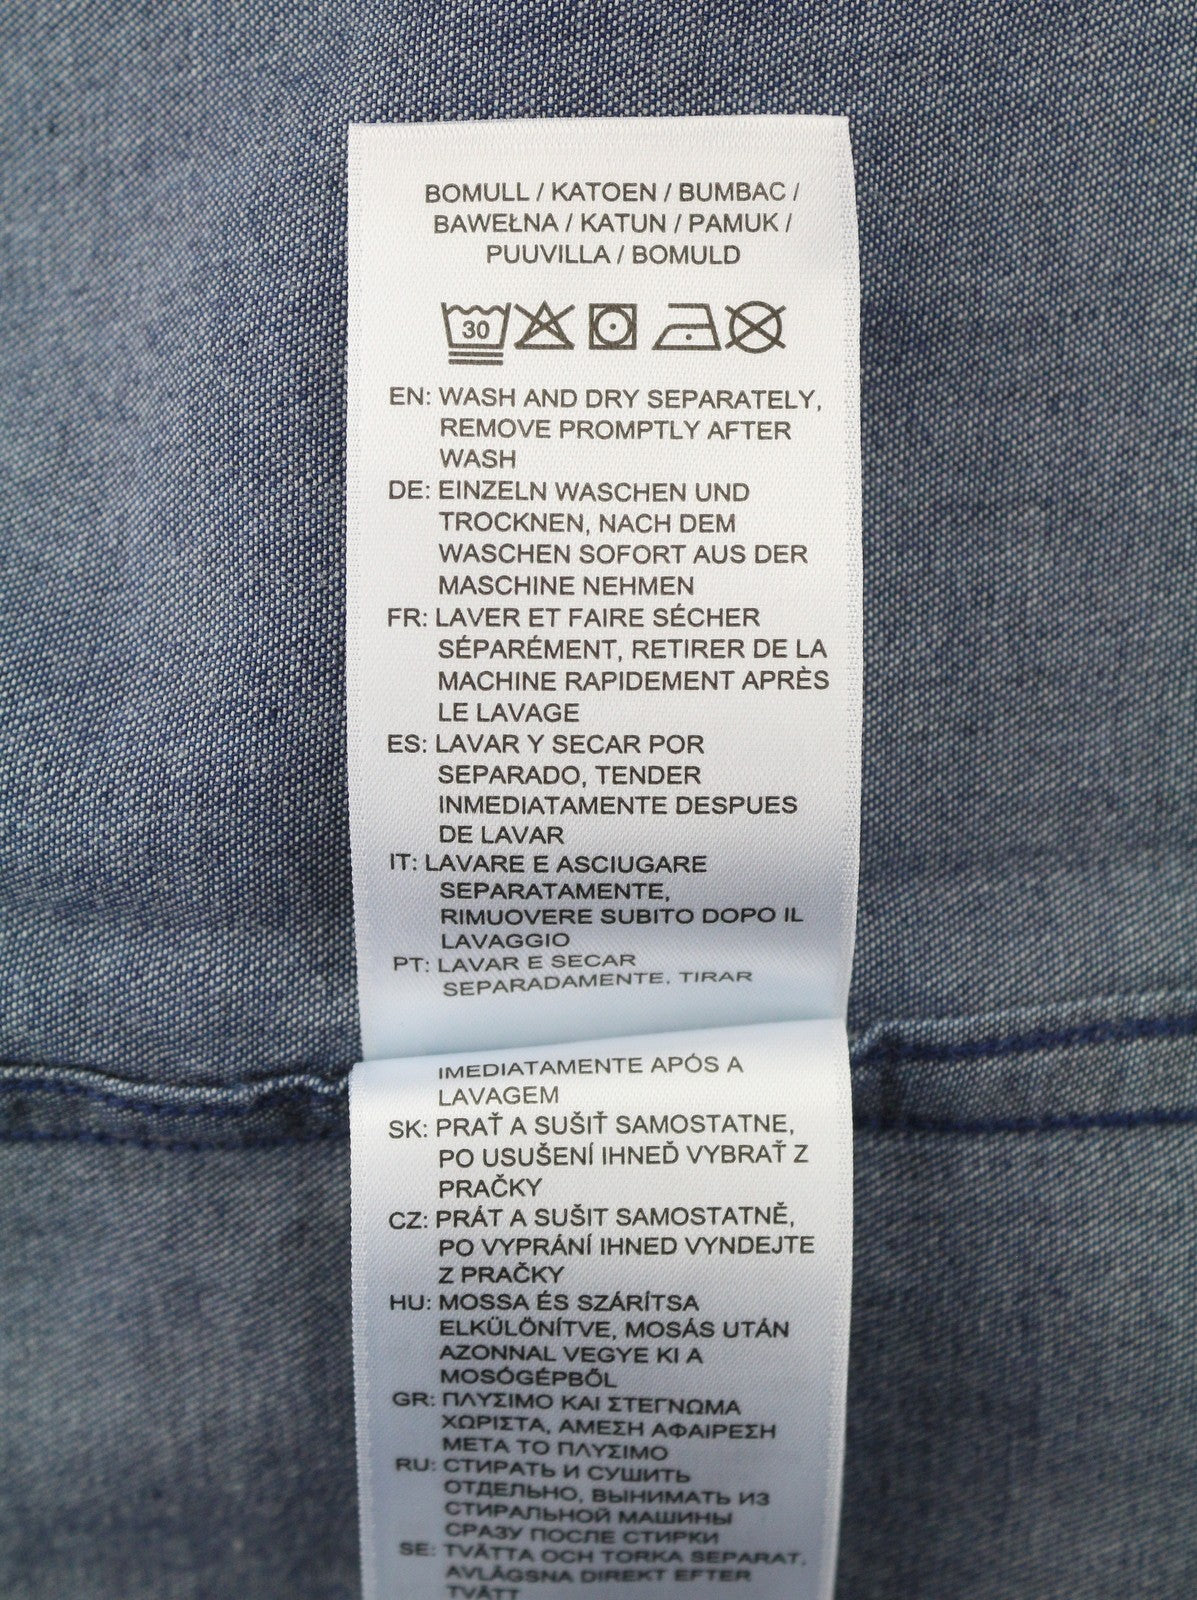 BOMULL / KATOEN / BUMBAC /
BAWEŁNA / KATUN / PAMUK /
PUUVILLA / BOMULD
30
EN: WASH AND DRY SEPARATELY,
REMOVE PROMPTLY AFTER
WASH
DE: EINZELN WASCHEN UND
TROCKNEN, NACH DEM
WASCHEN SOFORT AUS DER
MASCHINE NEHMEN
FR: LAVER ET FAIRE SÉCHER
SÉPARÉMENT, RETIRER DE LA
MACHINE RAPIDEMENT APRÈS
LE LAVAGE
ES: LAVAR Y SECAR POR
SEPARADO, TENDER
INMEDIATAMENTE DESPUES
DE LAVAR
IT: LAVARE E ASCIUGARE
SEPARATAMENTE,
RIMUOVERE SUBITO DOPO IL
LAVAGGIO
PT: LAVAR E SECAR
SEPARADAMENTE, TIRAR
IMEDIATAMENTE APÓS A
LAVAGEM
SK: PRAŤ A SUŠIŤ SAMOSTATNE,
PO USUŠENÍ IHNEĎ VYBRAŤ Z
PRAČKY
CZ: PRÁT A SUŠIT SAMOSTATNĚ,
PO VYPRÁNÍ IHNED VYNDEJTE
Z PRAČKY
HU: MOSSA ÉS SZÁRÍTSA
ELKÜLÖNÍTVE, MOSÁS UTÁN
AZONNAL VEGYE KI A
MOSÓGÉPBŐL
GR: ΠΛΥΣΙΜΟ ΚΑΙ ΣΤΕΓΝΩΜΑ
ΧΩΡΙΣΤΑ, ΑΜΕΣΗ ΑΦΑΙΡΕΣΗ
ΜΕΤΑ ΤΟ ΠΛΥΣΙΜΟ
RU: СТИРАТЬ И СУШИТЬ
ОТДЕЛЬНО, ВЫНИМАТЬ ИЗ
СТИРАЛЬНОЙ МАШИНЫ
СРАЗУ ПОСЛЕ СТИРКИ
SE: TVÄTTA OCH TORKA SEPARAT.
AVLÄGSNA DIREKT EFTER
TVÄTT